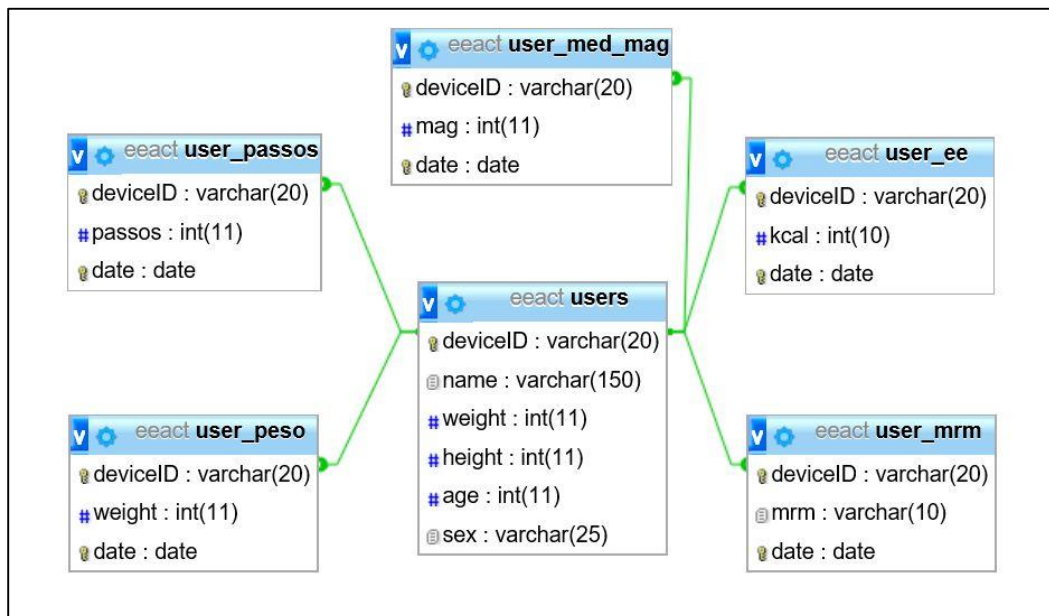 eeact user_med_mag
deviceID : varchar(20)
mag : int(11)
date : date
eeact user_passos
deviceID : varchar(20)
passos : int(11)
date : date
eeact user_ee
deviceID : varchar(20)
kcal : int(10)
date : date
eeact users
deviceID : varchar(20)
name : varchar(150)
weight : int(11)
height : int(11)
age : int(11)
sex : varchar(25)
eeact user_peso
deviceID : varchar(20)
weight : int(11)
date : date
eeact user_mrm
deviceID : varchar(20)
mrm : varchar(10)
date : date